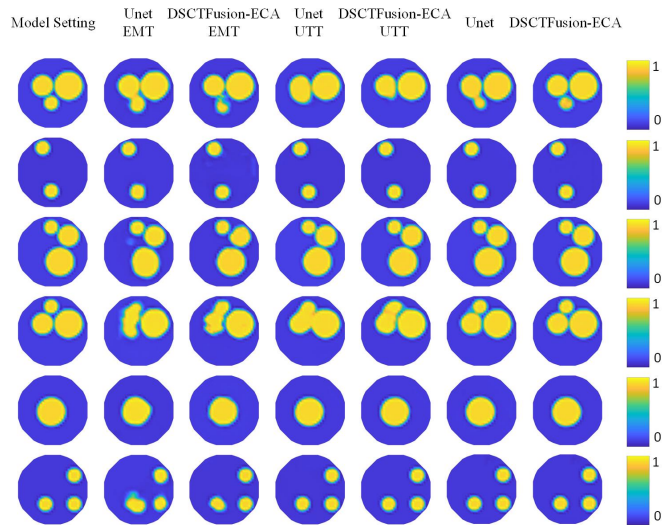 Model Setting
Unet
EMT
DSCTFusion-ECA
EMT
Unet
UTT
DSCTFusion-ECA
UTT
Unet
DSCTFusion-ECA
1
0
1
0
1
0
1
0
1
0
1
0